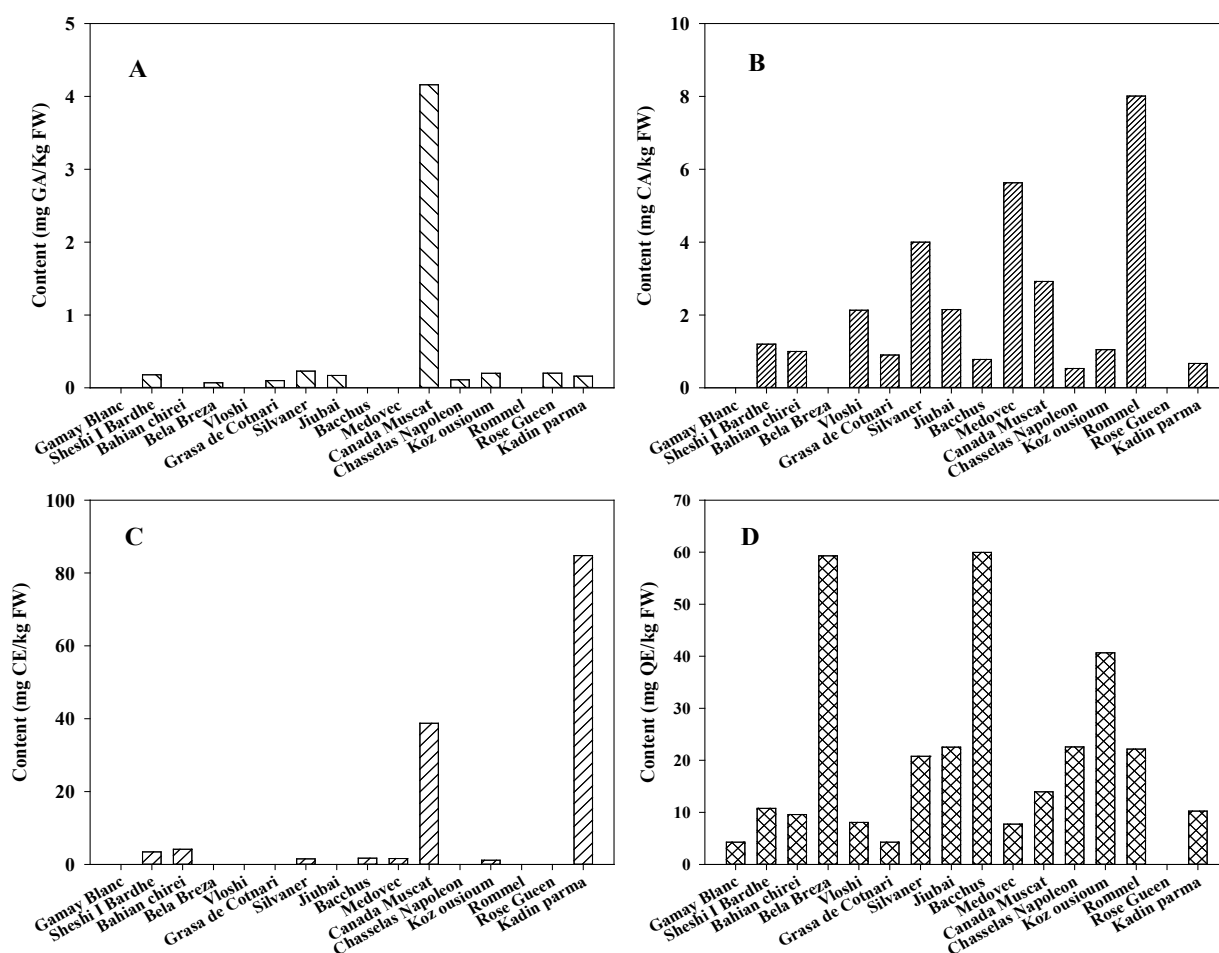 A
Content (mg GA/Kg FW)
5
4
3
2
1
0
Gamay Blanc
Sheshi I Bardhe
Bahian chirei
Bela Breza
Vloshi
Grasa de Cotnari
Silvaner
Jiubai
Bacchus
Medovec
Canada Muscat
Chasselas Napoleon
Koz ousioum
Rommel
Rose Gueen
Kadin parma
B
Content (mg CA/kg FW)
10
8
6
4
2
0
Gamay Blanc
Sheshi I Bardhe
Bahian chirei
Bela Breza
Vloshi
Grasa de Cotnari
Silvaner
Jiubai
Bacchus
Medovec
Canada Muscat
Chasselas Napoleon
Koz ousioum
Rommel
Rose Gueen
Kadin parma
C
Content (mg CE/kg FW)
100
80
60
40
20
0
Gamay Blanc
Sheshi I Bardhe
Bahian chirei
Bela Breza
Vloshi
Grasa de Cotnari
Silvaner
Jiubai
Bacchus
Medovec
Canada Muscat
Chasselas Napoleon
Koz ousioum
Rommel
Rose Gueen
Kadin parma
D
Content (mg QE/kg FW)
70
60
50
40
30
20
10
0
Gamay Blanc
Sheshi I Bardhe
Bahian chirei
Bela Breza
Vloshi
Grasa de Cotnari
Silvaner
Jiubai
Bacchus
Medovec
Canada Muscat
Chasselas Napoleon
Koz ousioum
Rommel
Rose Gueen
Kadin parma